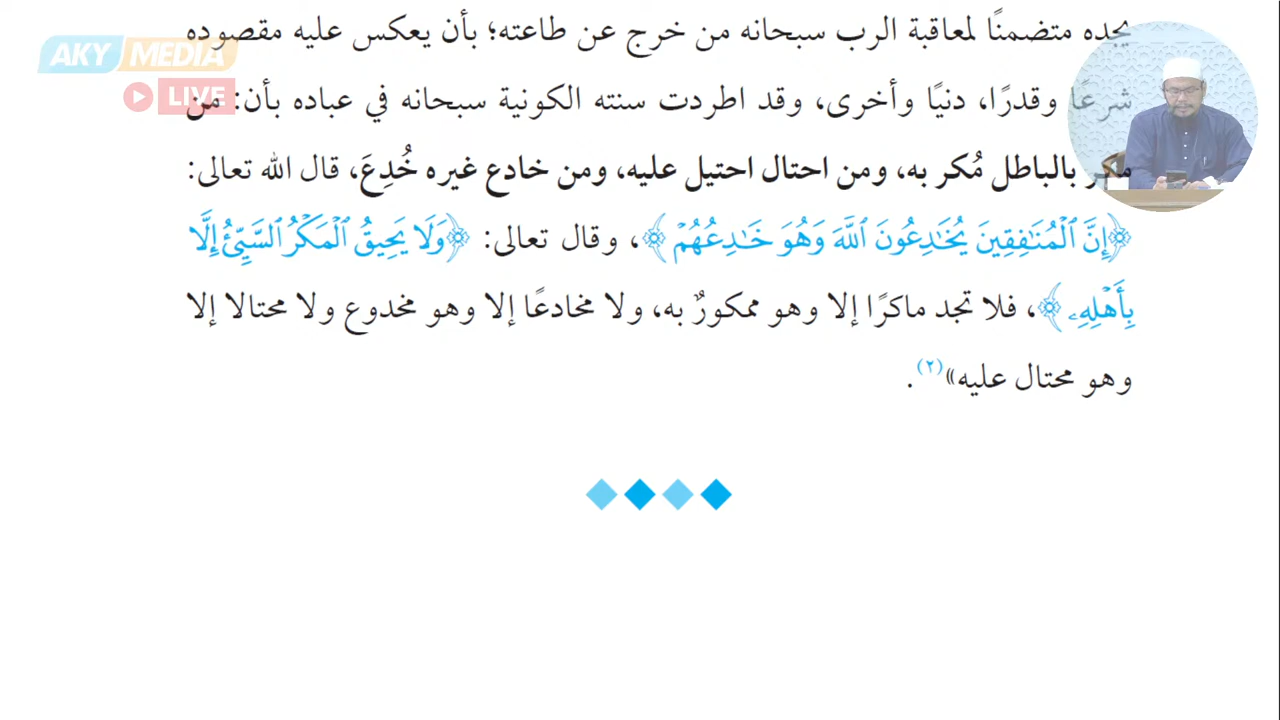 AKY MEDIA
LIVE
يجده متضمنًا لمعاقبة الرب سبحانه من خرج عن طاعته؛ بأن يعكس عليه مقصوده
شرعًا وقدرًا، دنيًا وأخرى، وقد اطردت سنته الكونية سبحانه في عباده بأن: من
مكر بالباطل مُكر به، ومن احتال احتيل عليه، ومن خادع غيره خُدِعَ، قال الله تعالى:
﴿إِنَّ ٱلْمُنَـٰفِقِينَ يُخَـٰدِعُونَ ٱللَّهَ وَهُوَ خَـٰدِعُهُمْ﴾، وقال تعالى: ﴿وَلَا يَحِيقُ ٱلْمَكْرُ ٱلسَّيِّئُ إِلَّا
بِأَهْلِهِۦ﴾، فلا تجد ماكرًا إلا وهو ممكورٌ به، ولا مخادعًا إلا وهو مخدوع ولا محتالا إلا
وهو محتال عليه»(٢).